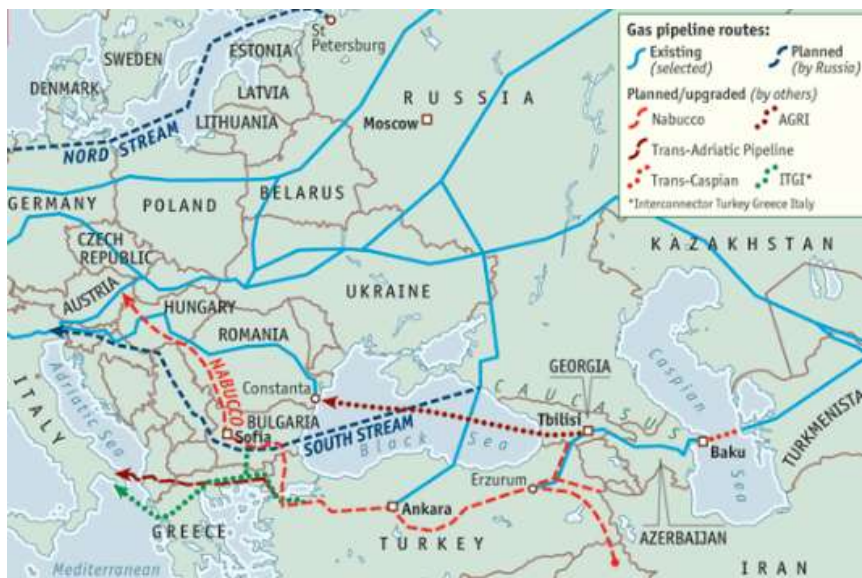 Gas pipeline routes:
Existing
(selected)
Planned
(by Russia)
Planned/upgraded (by others)
Nabucco
AGRI
Trans-Adriatic Pipeline
Trans-Caspian
ITGI*
*Interconnector Turkey Greece Italy
St
Petersburg
SWEDEN
ESTONIA
DENMARK
LATVIA
LITHUANIA
RUSSIA
Moscow
NORD STREAM
GERMANY
POLAND
BELARUS
CZECH
REPUBLIC
KAZAKHSTAN
AUSTRIA
HUNGARY
UKRAINE
ROMANIA
NABUCCO
Constanta
GEORGIA
CAUCASUS
Caspian
Sea
ITALY
Adriatic Sea
BULGARIA
Sofia
SOUTH STREAM
Black Sea
Tbilisi
Baku
TURKMENISTA
Erzurum
Ankara
GREECE
TURKEY
AZERBAIJAN
Mediterranean
IRAN